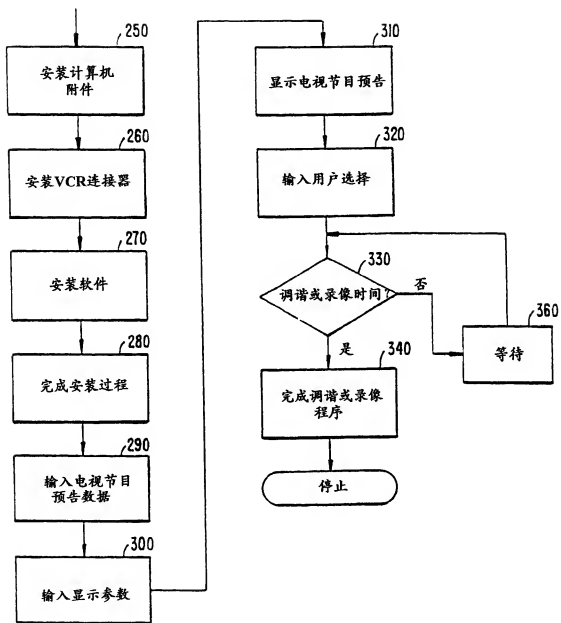 250
安装计算机
附件
260
安装VCR连接器
270
安装软件
280
完成安装过程
290
输入电视节目
预告数据
300
输入显示参数
310
显示电视节目预告
320
输入用户选择
330
调谐或录像时间?
否
360
等待
是
340
完成调谐或录像
程序
停止